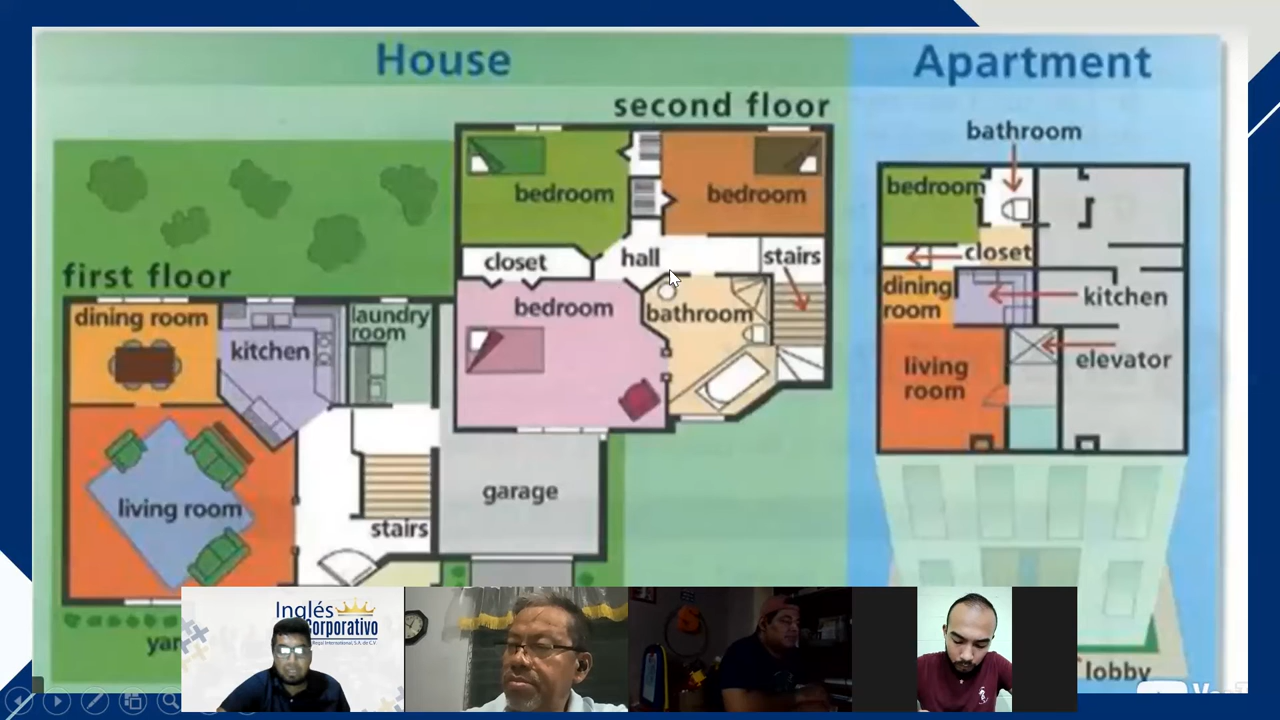 House
Apartment
second floor
bathroom
bedroom
bedroom
bedroom
closet
hall
stairs
closet
first floor
dining room
kitchen
laundry
room
bedroom
bathroom
dining
room
kitchen
living
room
elevator
living room
garage
stairs
Inglés
Corporativo
lobby